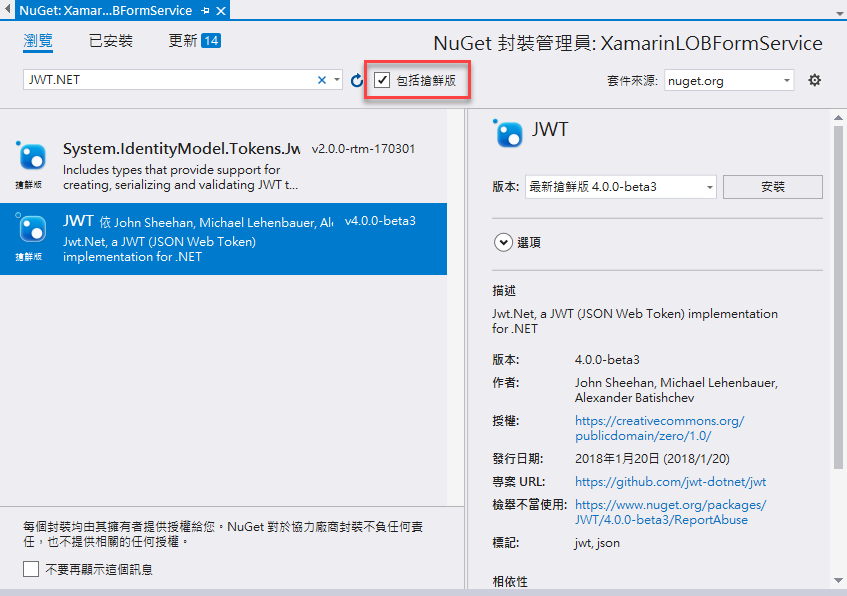 NuGet: Xamar...BFormService
瀏覽 已安裝 更新 14
NuGet 封裝管理員: XamarinLOBFormService
JWT.NET
包括搶鮮版
套件來源: nuget.org
System.IdentityModel.Tokens.Jw v2.0.0-rtm-170301
Includes types that provide support for
creating, serializing and validating JWT t...
搶鮮版
JWT 依 John Sheehan, Michael Lehenbauer, Ale v4.0.0-beta3
Jwt.Net, a JWT (JSON Web Token)
implementation for .NET
搶鮮版
每個封裝均由其擁有者提供授權給您。NuGet 對於協力廠商封裝不負任何責
任，也不提供相關的任何授權。
不要再顯示這個訊息
JWT
版本: 最新搶鮮版 4.0.0-beta3 安裝
選項
描述
Jwt.Net, a JWT (JSON Web Token) implementation
for .NET
版本: 4.0.0-beta3
作者: John Sheehan, Michael Lehenbauer,
Alexander Batishchev
授權: https://creativecommons.org/
publicdomain/zero/1.0/
發行日期: 2018年1月20日 (2018/1/20)
專案 URL: https://github.com/jwt-dotnet/jwt
檢舉不當使用: https://www.nuget.org/packages/
JWT/4.0.0-beta3/ReportAbuse
標記: jwt, json
相依性